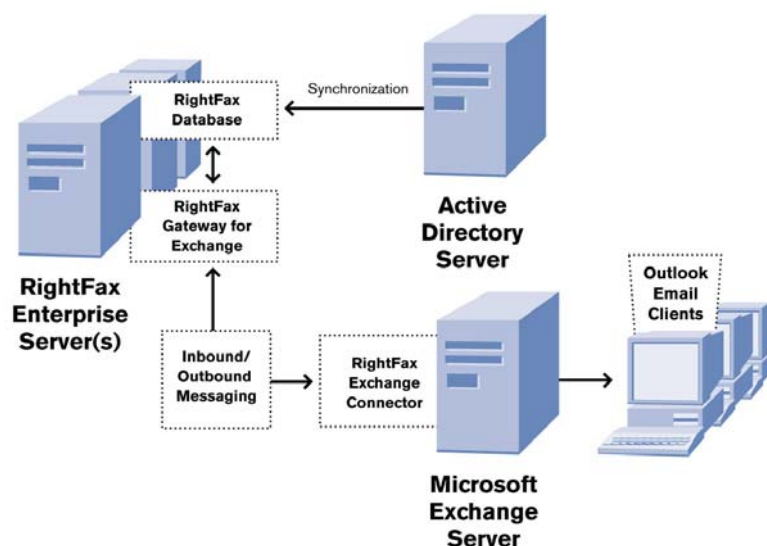 RightFax
Database
Synchronization
RightFax
Gateway for
Exchange
Active
Directory
Server
RightFax
Enterprise
Server(s)
Outlook
Email
Clients
Inbound/
Outbound
Messaging
RightFax
Exchange
Connector
Microsoft
Exchange
Server